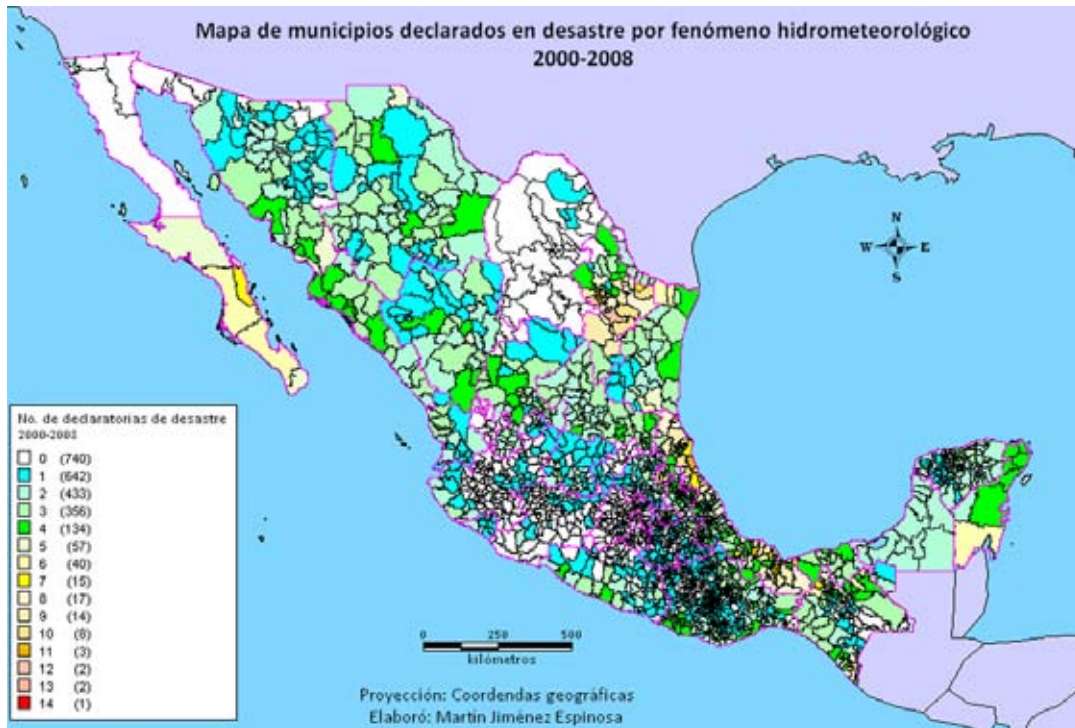 Mapa de municipios declarados en desastre por fenómeno hidrometeorológico
2000-2008
N
W E
S
No. de declaratorias de desastre
2000-2008
0 (740)
1 (642)
2 (433)
3 (356)
4 (134)
5 (57)
6 (40)
7 (15)
8 (17)
9 (14)
10 (8)
11 (3)
12 (2)
13 (2)
14 (1)
0 250 500
kilómetros
Proyección: Coordendas geográficas
Elaboró: Martín Jiménez Espinosa